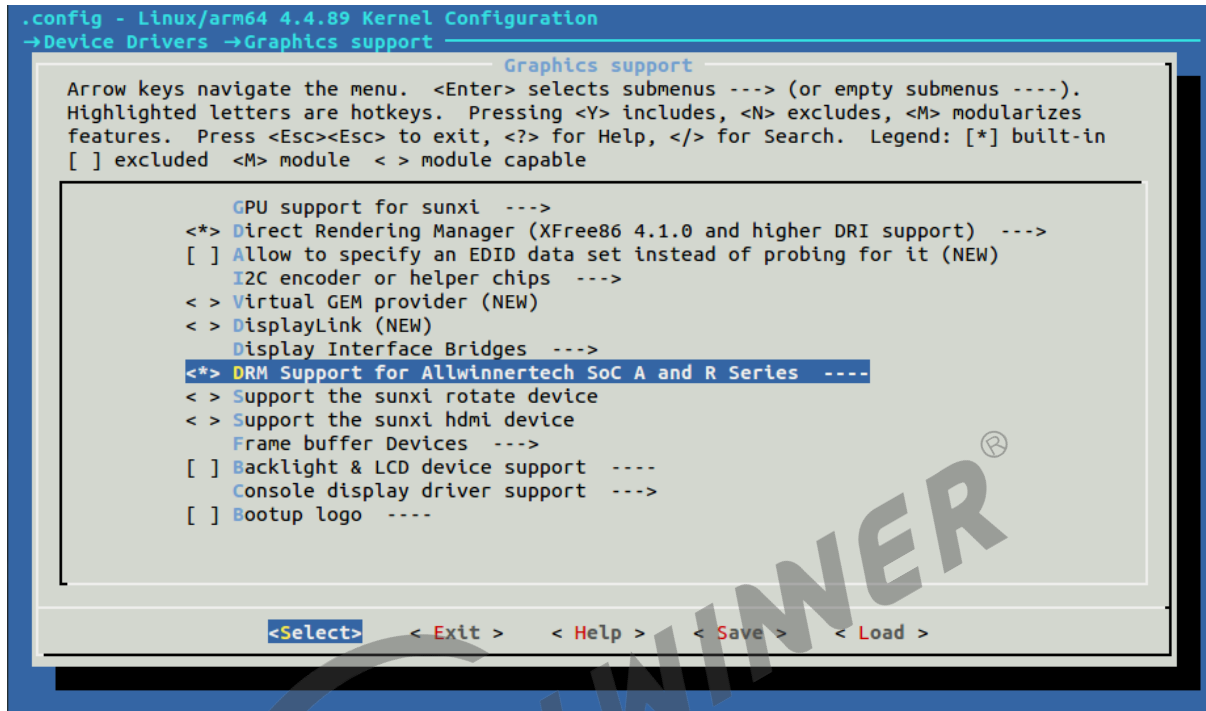 .config - Linux/arm64 4.4.89 Kernel Configuration
→Device Drivers →Graphics support
Graphics support
Arrow keys navigate the menu. <Enter> selects submenus ---> (or empty submenus ----).
Highlighted letters are hotkeys. Pressing <Y> includes, <N> excludes, <M> modularizes
features. Press <Esc><Esc> to exit, <?> for Help, </> for Search. Legend: [*] built-in
[ ] excluded <M> module < > module capable
GPU support for sunxi --->
<*> Direct Rendering Manager (XFree86 4.1.0 and higher DRI support) --->
[ ] Allow to specify an EDID data set instead of probing for it (NEW)
I2C encoder or helper chips --->
< > Virtual GEM provider (NEW)
< > DisplayLink (NEW)
Display Interface Bridges --->
<*> DRM Support for Allwinnertech SoC A and R Series ----
< > Support the sunxi rotate device
< > Support the sunxi hdmi device
Frame buffer Devices --->
[ ] Backlight & LCD device support ----
Console display driver support --->
[ ] Bootup logo ----
<Select> < Exit > < Help > < Save > < Load >
WINNER®